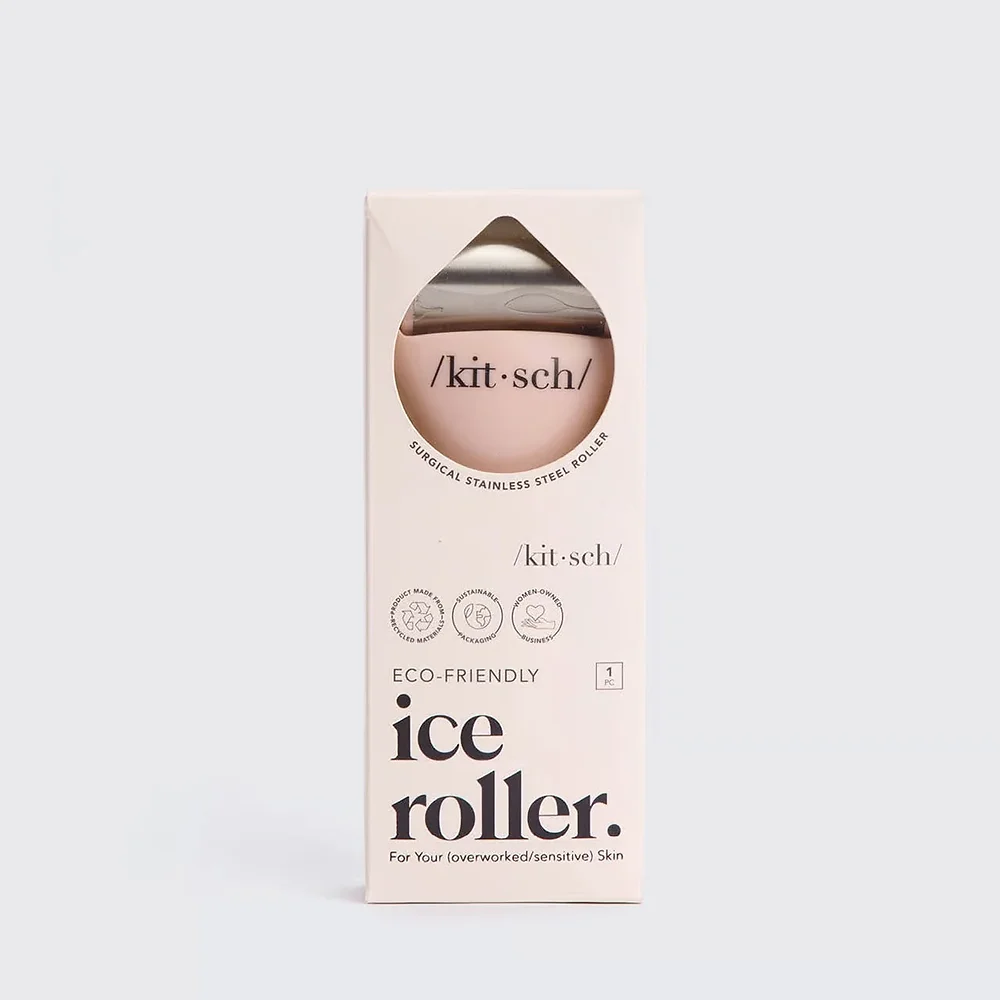 /kit·sch/
SURGICAL STAINLESS STEEL ROLLER
/kit·sch/
PRODUCT MADE FROM
RECYCLED MATERIALS
SUSTAINABLE
PACKAGING
WOMEN-OWNED
BUSINESS
ECO-FRIENDLY
1
PC
ice
roller.
For Your (overworked/sensitive) Skin